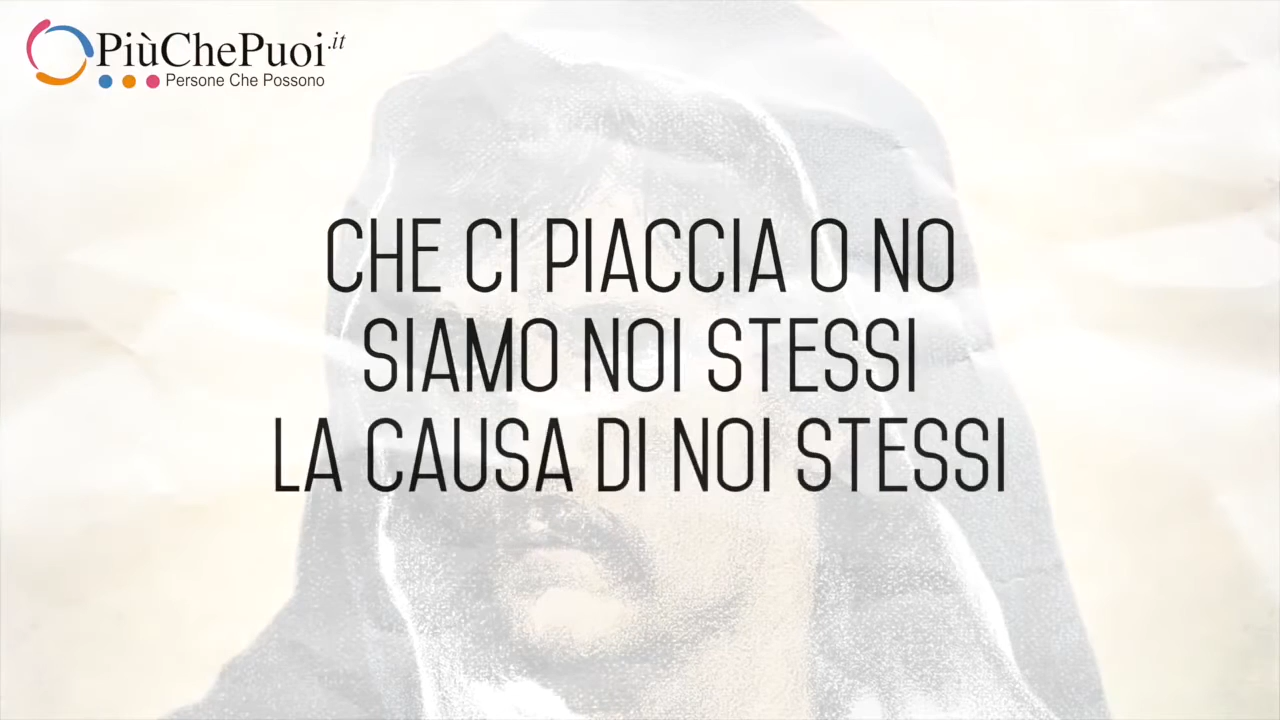 PiùChePuoi.it
Persone Che Possono
CHE CI PIACCIA O NO
SIAMO NOI STESSI
LA CAUSA DI NOI STESSI